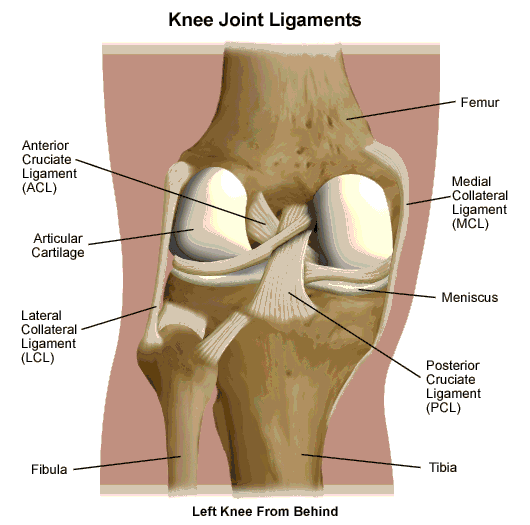 Knee Joint Ligaments
Femur
Anterior
Cruciate
Ligament
(ACL)
Medial
Collateral
Ligament
(MCL)
Articular
Cartilage
Meniscus
Lateral
Collateral
Ligament
(LCL)
Posterior
Cruciate
Ligament
(PCL)
Fibula
Tibia
Left Knee From Behind